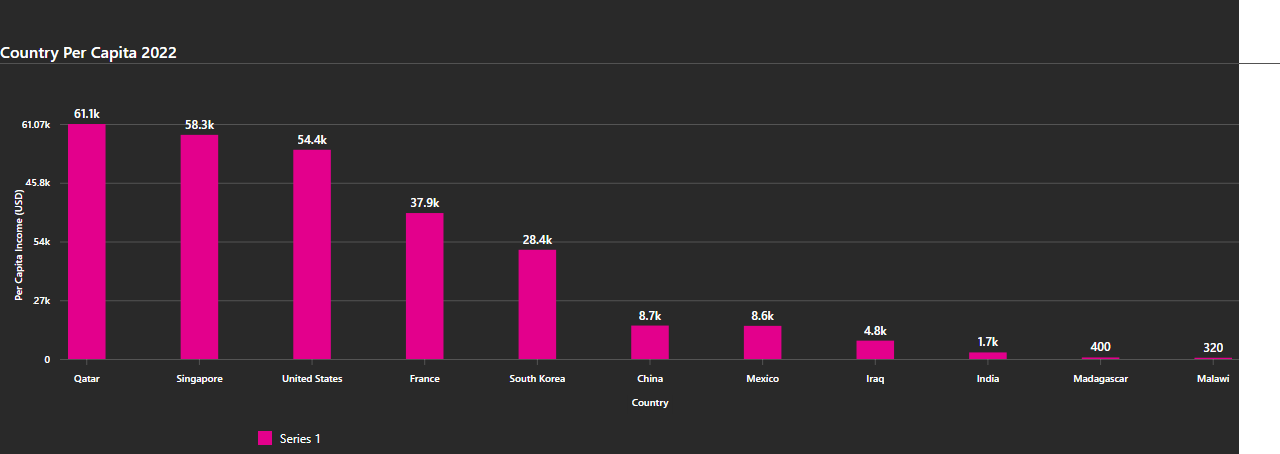 Country Per Capita 2022
61.1k
58.3k
54.4k
37.9k
28.4k
8.7k
8.6k
4.8k
1.7k
400
320
61.07k
45.8k
54k
27k
0
Per Capita Income (USD)
Qatar
Singapore
United States
France
South Korea
China
Mexico
Iraq
India
Madagascar
Malawi
Country
Series 1